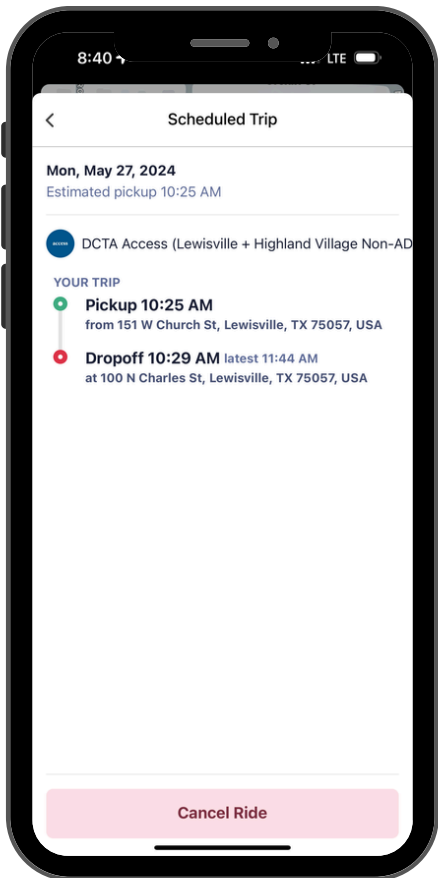 8:40
LTE
Scheduled Trip
Mon, May 27, 2024
Estimated pickup 10:25 AM
access
DCTA Access (Lewisville + Highland Village Non-AD
YOUR TRIP
Pickup 10:25 AM
from 151 W Church St, Lewisville, TX 75057, USA
Dropoff 10:29 AM latest 11:44 AM
at 100 N Charles St, Lewisville, TX 75057, USA
Cancel Ride